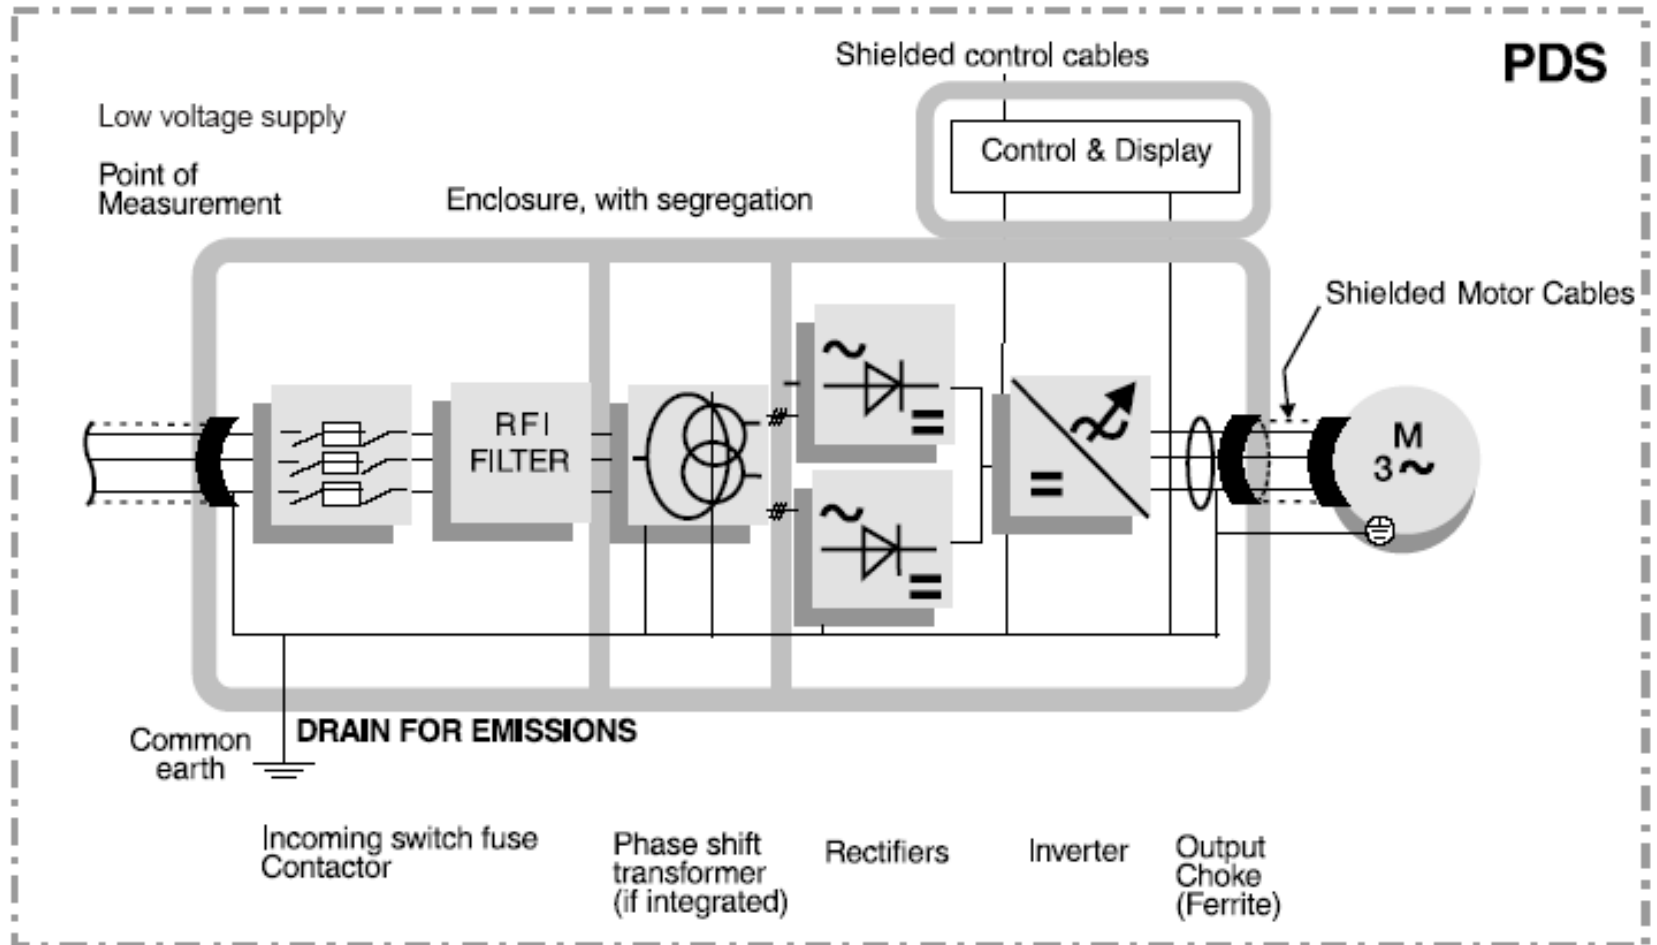 Shielded control cables
PDS
Low voltage supply
Control & Display
Point of
Measurement
Enclosure, with segregation
Shielded Motor Cables
RFI
FILTER
M
3~
DRAIN FOR EMISSIONS
Common
earth
Incoming switch fuse
Contactor
Phase shift
transformer
(if integrated)
Rectifiers
Inverter
Output
Choke
(Ferrite)